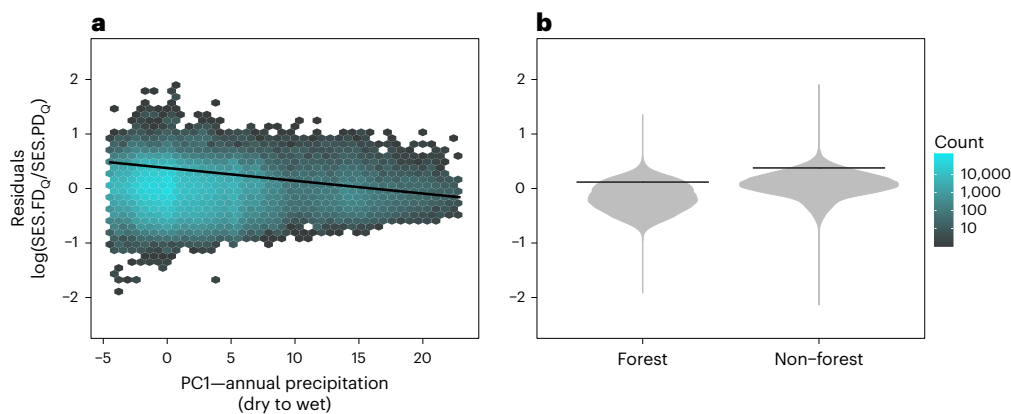 a
Residuals
log(SES.FDQ/SES.PDQ)
2
1
0
−1
−2
−5
0
5
10
15
20
PC1—annual precipitation
(dry to wet)
b
2
1
0
−1
−2
Forest
Non−forest
Count
10,000
1,000
100
10